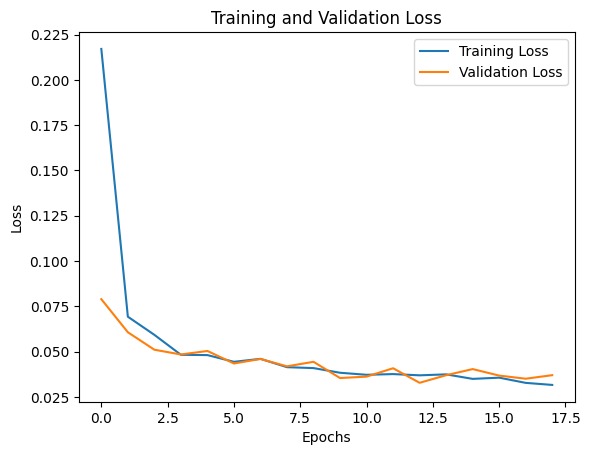 Training and Validation Loss
Training Loss
Validation Loss
0.225
0.200
0.175
0.150
0.125
0.100
0.075
0.050
0.025
Loss
0.0 2.5 5.0 7.5 10.0 12.5 15.0 17.5
Epochs